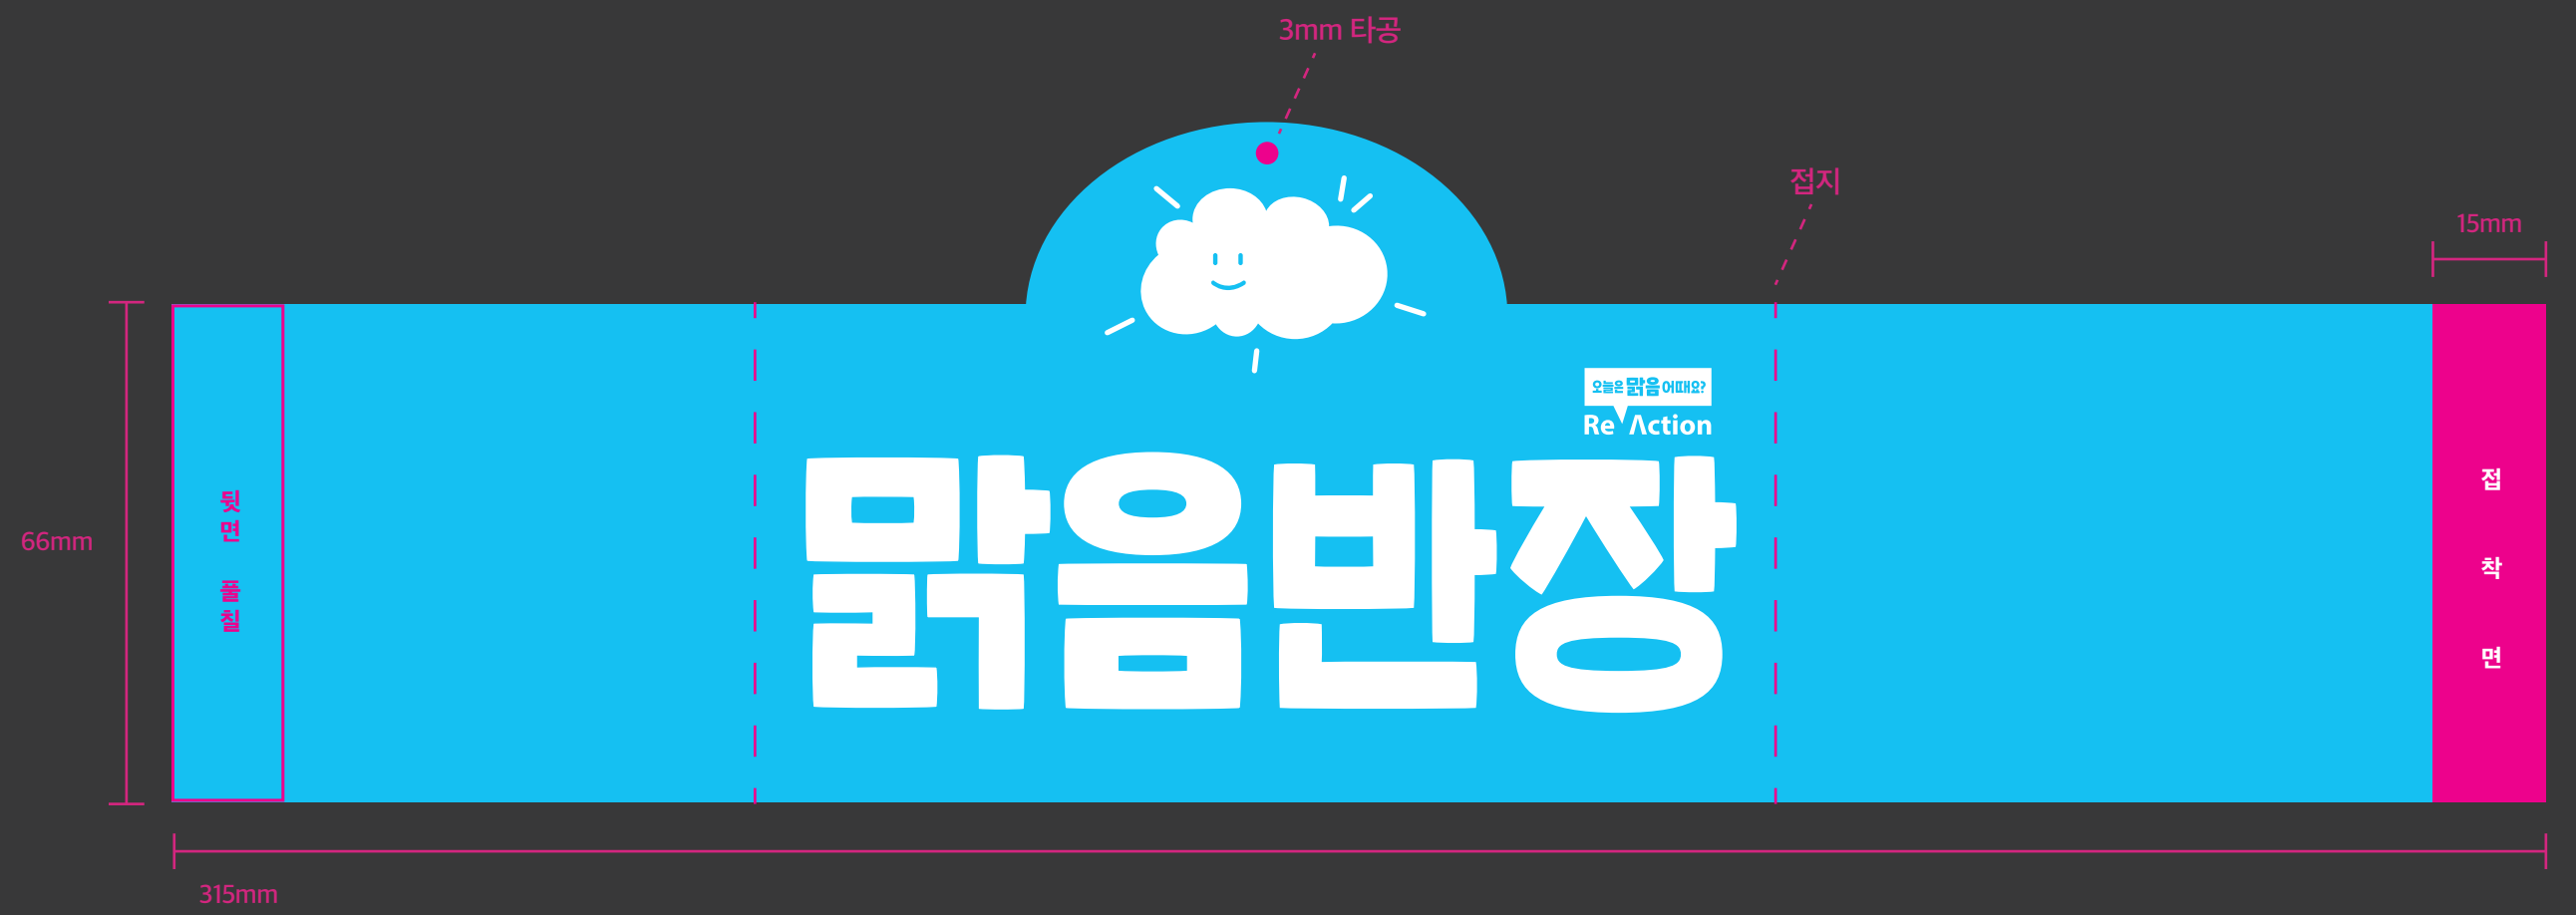 3mm 타공
접지
15mm
오늘은 맑음 어때요?
Re Action
맑음반장
66mm
뒷면 풀칠
접착면
315mm